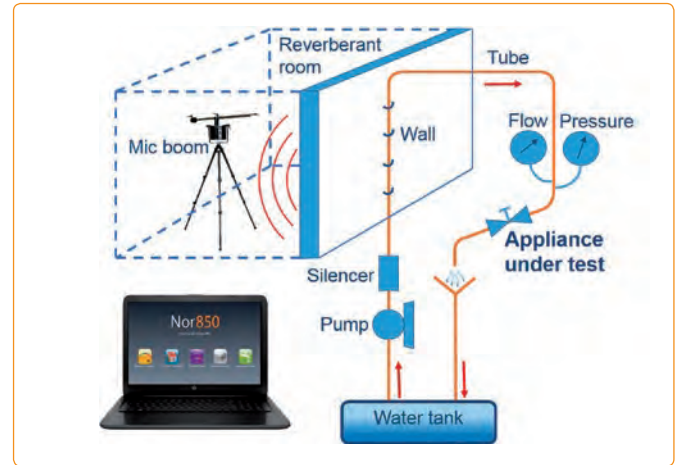 Reverberant
room
Tube
Mic boom
Wall
Flow
Pressure
Appliance
under test
Silencer
Nor850
Pump
Water tank